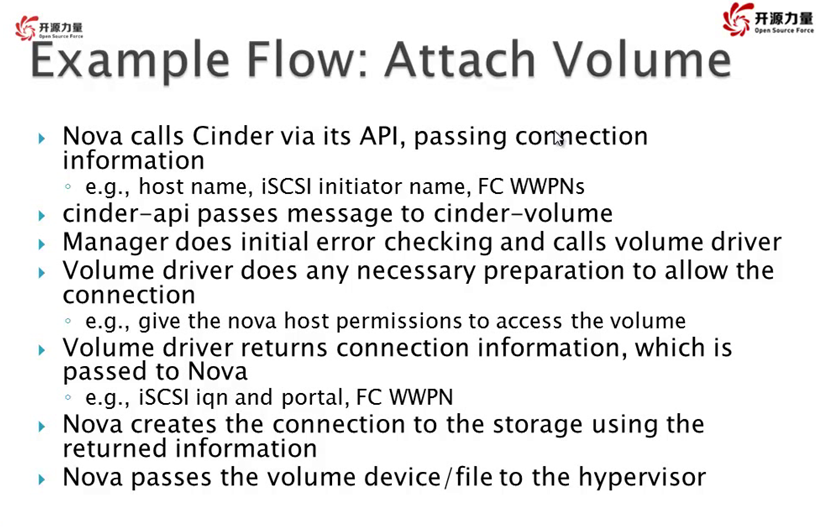 开源力量
Open Source Force
开源力量
Open Source Force
Example Flow: Attach Volume
Nova calls Cinder via its API, passing connection
information
e.g., host name, iSCSI initiator name, FC WWPNs
cinder-api passes message to cinder-volume
Manager does initial error checking and calls volume driver
Volume driver does any necessary preparation to allow the
connection
e.g., give the nova host permissions to access the volume
Volume driver returns connection information, which is
passed to Nova
e.g., iSCSI iqn and portal, FC WWPN
Nova creates the connection to the storage using the
returned information
Nova passes the volume device/file to the hypervisor